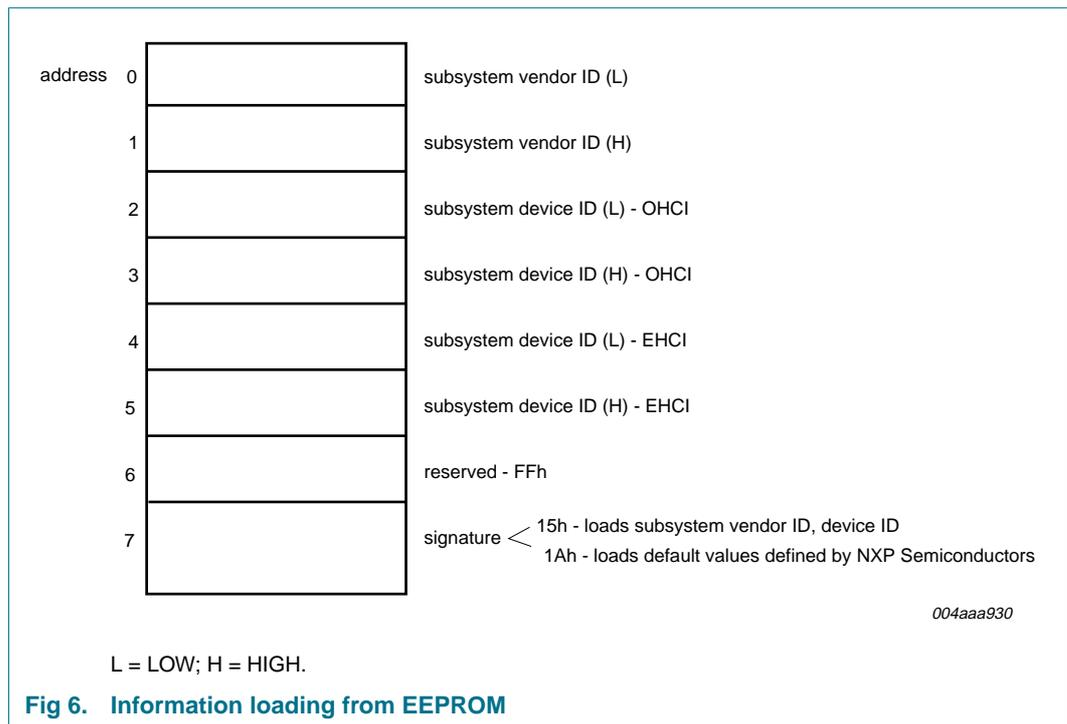 address 0 subsystem vendor ID (L)
1 subsystem vendor ID (H)
2 subsystem device ID (L) - OHCI
3 subsystem device ID (H) - OHCI
4 subsystem device ID (L) - EHCI
5 subsystem device ID (H) - EHCI
6 reserved - FFh
15h - loads subsystem vendor ID, device ID
7 signature
1Ah - loads default values defined by NXP Semiconductors
004aaa930
L = LOW; H = HIGH.
Fig 6. Information loading from EEPROM